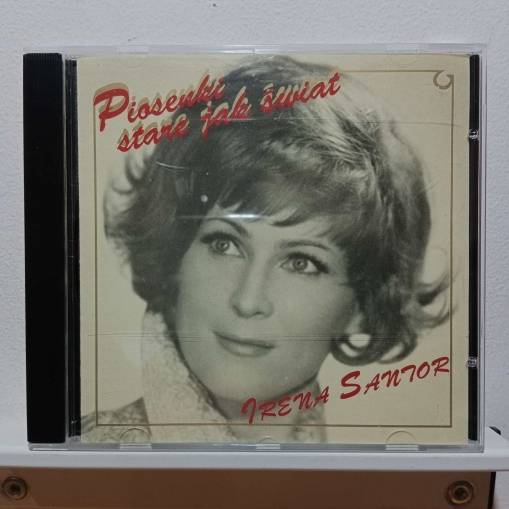 Piosenki
stare jak świat
IRENA SANTOR